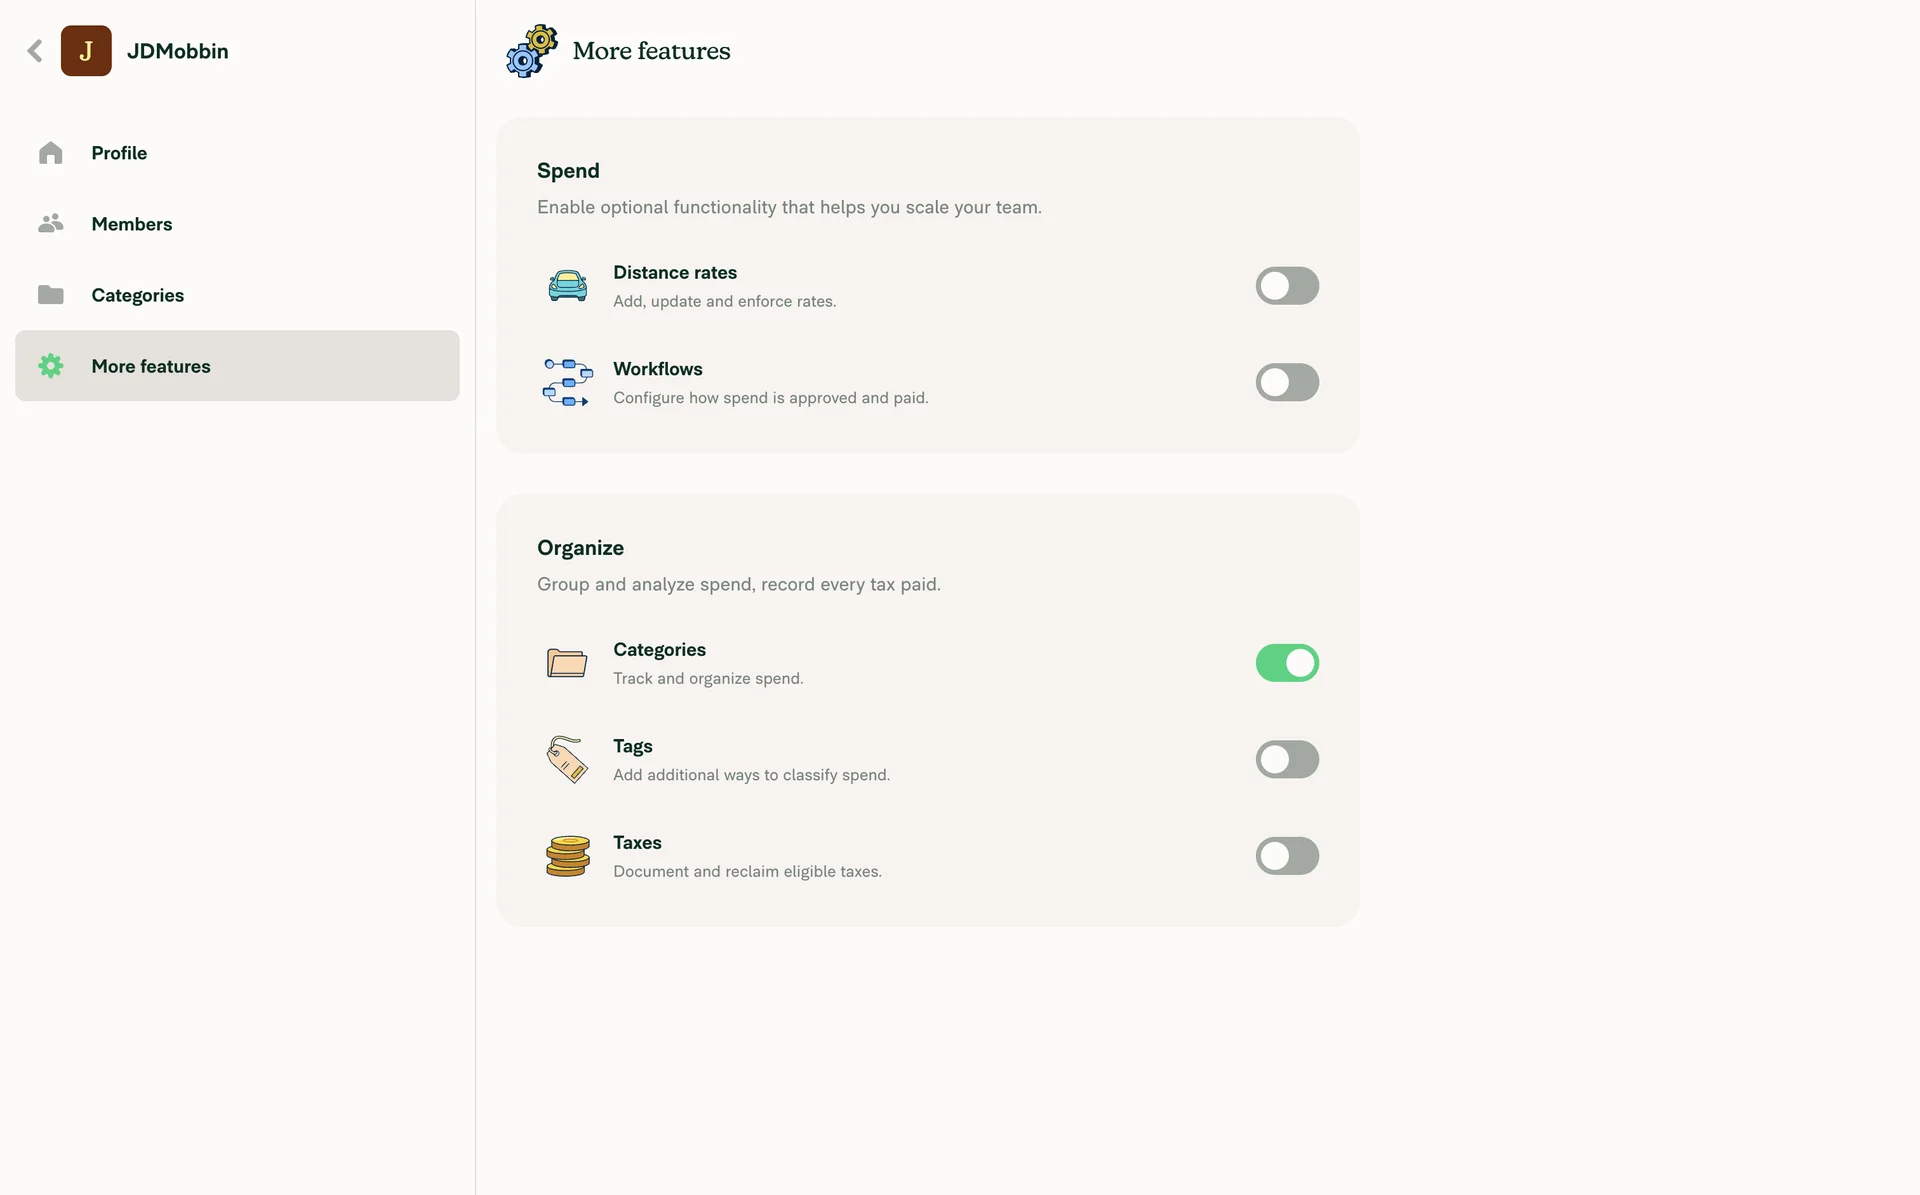 J
JDMobbin
Profile
Members
Categories
More features
More features
Spend
Enable optional functionality that helps you scale your team.
Distance rates
Add, update and enforce rates.
Workflows
Configure how spend is approved and paid.
Organize
Group and analyze spend, record every tax paid.
Categories
Track and organize spend.
Tags
Add additional ways to classify spend.
Taxes
Document and reclaim eligible taxes.